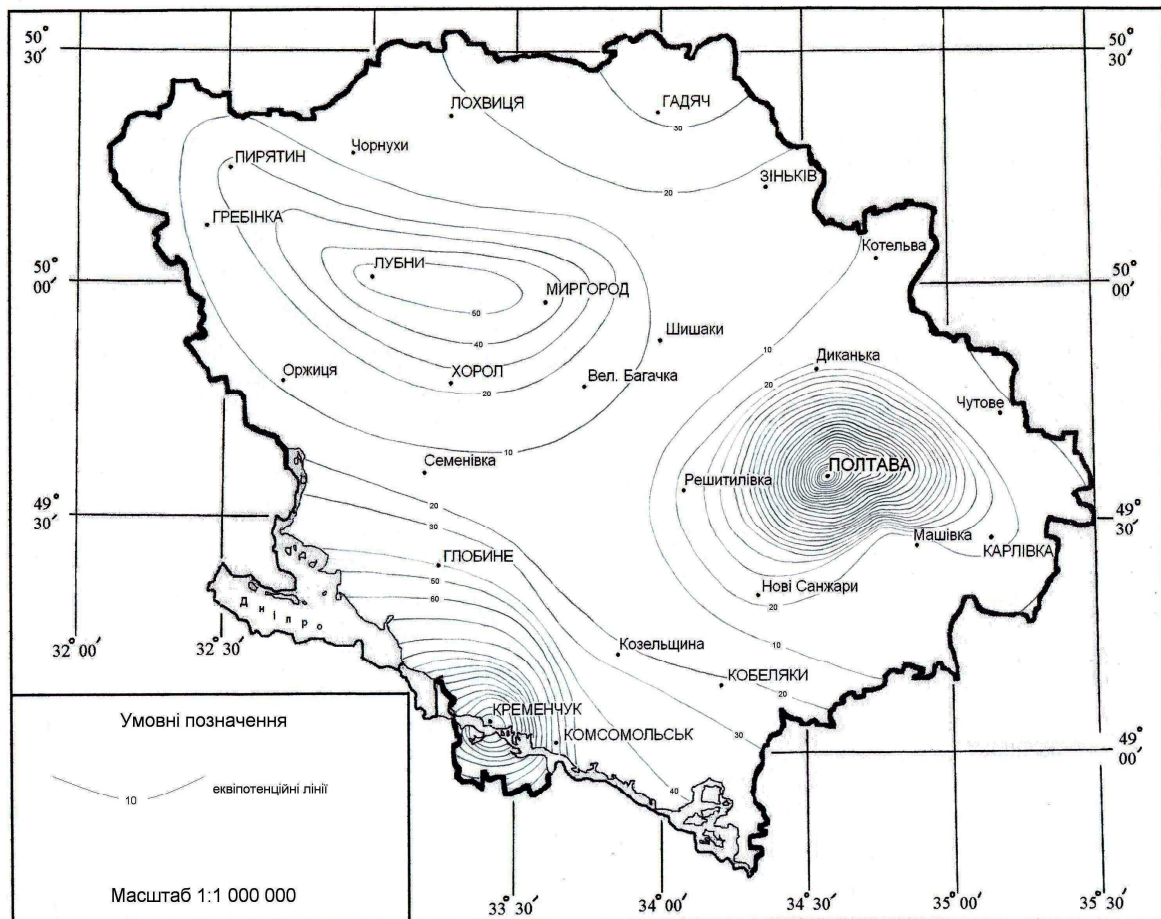 50°
30′
50°
30′
ЛОХВИЦЯ
ГАДЯЧ
30
Чорнухи
ПИРЯТИН
20
ЗІНЬКІВ
ГРЕБІНКА
Котельва
50°
00′
ЛУБНИ
50°
00′
МИРГОРОД
50
40
Шишаки
10
Диканька
20
Оржиця
ХОРОЛ
20
Вел. Багачка
Чутове
10
Семенівка
ПОЛТАВА
Решитилівка
49°
30′
20
30
49°
30′
Машівка
КАРЛІВКА
ГЛОБИНЕ
50
60
Нові Санжари
20
Дніпро
Козельщина
10
32°
00′
32°
30′
КОБЕЛЯКИ
20
КРЕМЕНЧУК
КОМСОМОЛЬСЬК
30
49°
00′
40
Умовні позначення
10
еквіпотенційні лінії
Масштаб 1:1 000 000
33°
30′
34°
00′
34°
30′
35°
00′
35°
30′